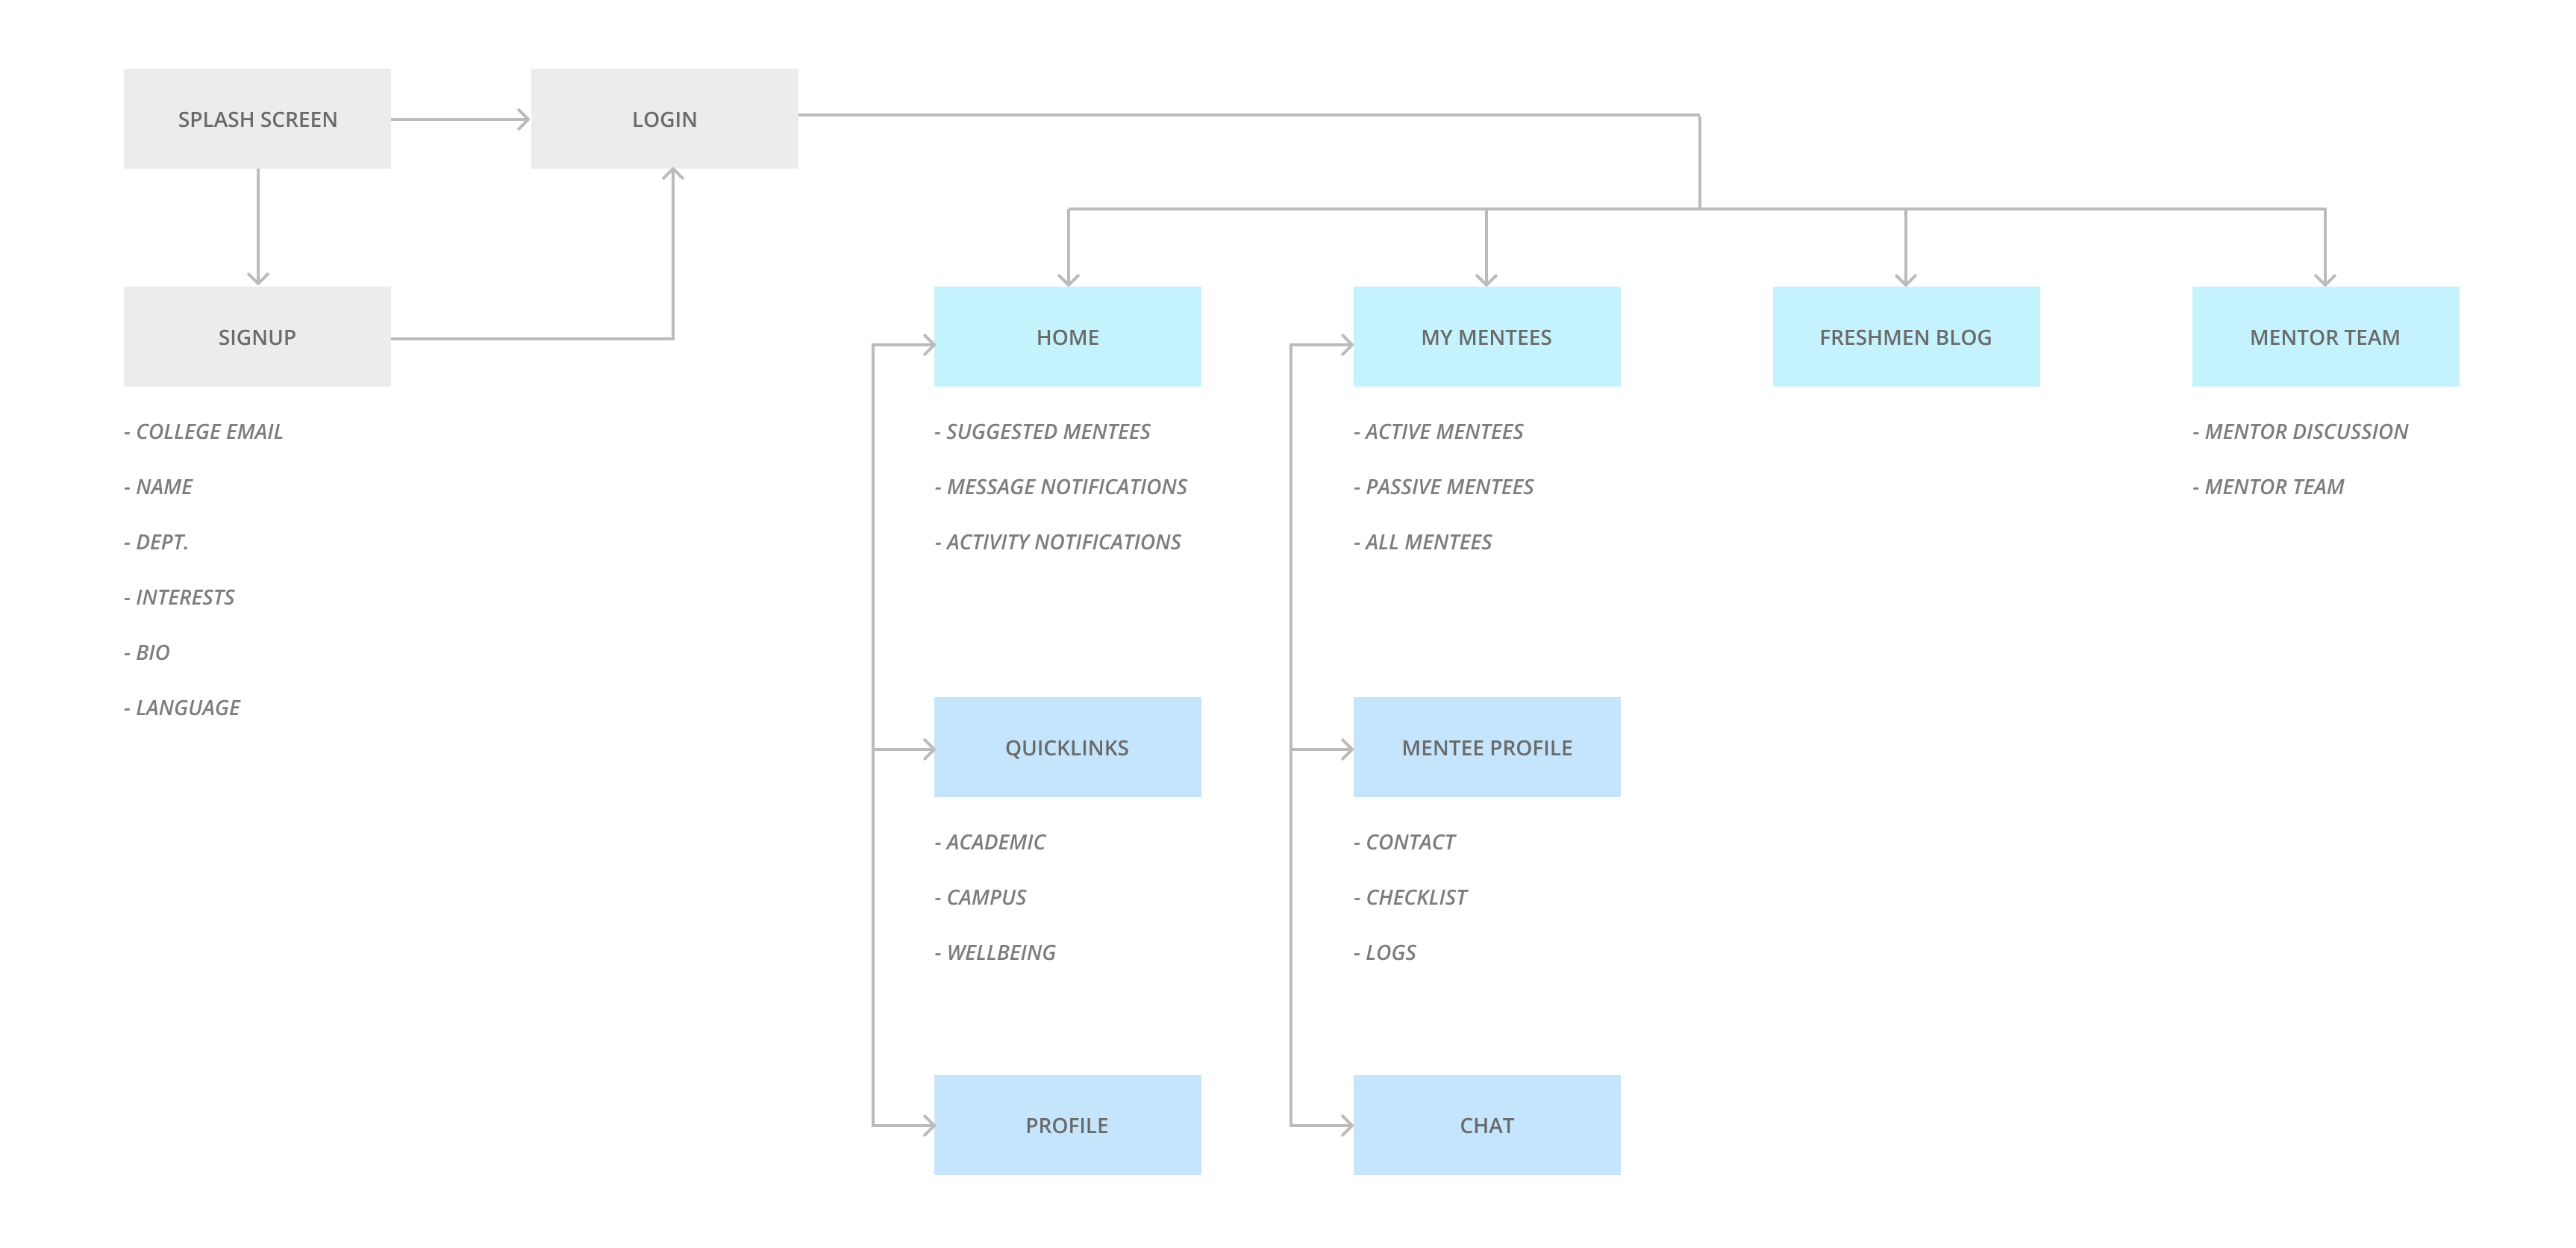 SPLASH SCREEN
LOGIN
SIGNUP
- COLLEGE EMAIL
- NAME
- DEPT.
- INTERESTS
- BIO
- LANGUAGE
HOME
- SUGGESTED MENTEES
- MESSAGE NOTIFICATIONS
- ACTIVITY NOTIFICATIONS
QUICKLINKS
- ACADEMIC
- CAMPUS
- WELLBEING
PROFILE
MY MENTEES
- ACTIVE MENTEES
- PASSIVE MENTEES
- ALL MENTEES
MENTEE PROFILE
- CONTACT
- CHECKLIST
- LOGS
CHAT
FRESHMEN BLOG
MENTOR TEAM
- MENTOR DISCUSSION
- MENTOR TEAM